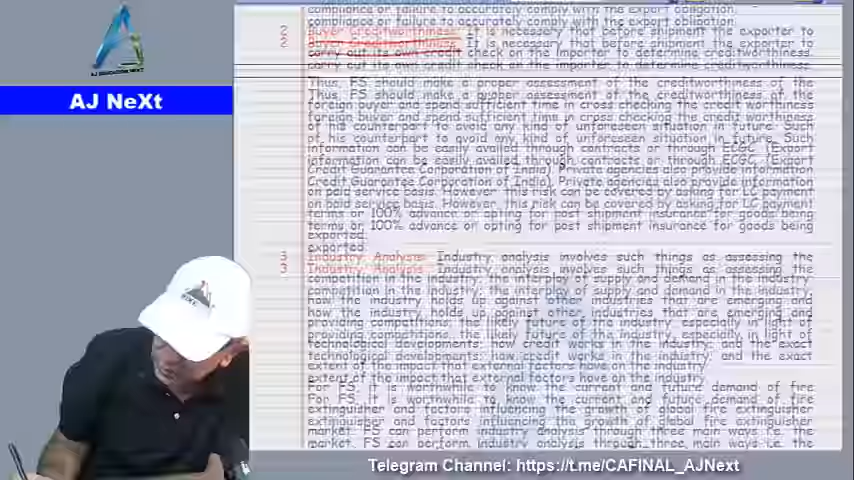 AJ EDUCATION NEXT
AJ NeXt
compliance or failure to accurately comply with the export obligation.
2 Buyer Creditworthiness: It is necessary that before shipment the exporter to
carry out its own credit check on the importer to determine creditworthiness.
Thus, FS should make a proper assessment of the creditworthiness of the
foreign buyer and spend sufficient time in cross checking the credit worthiness
of his counterpart to avoid any kind of unforeseen situation in future. Such
information can be easily availed through contracts or through ECGC (Export
Credit Guarantee Corporation of India). Private agencies also provide information
on paid service basis. However, this risk can be covered by asking for LC payment
terms or 100% advance or opting for post shipment insurance for goods being
exported.
3 Industry Analysis: Industry analysis involves such things as assessing the
competition in the industry; the interplay of supply and demand in the industry;
how the industry holds up against other industries that are emerging and
providing competitions; the likely future of the industry, especially in light of
technological developments; how credit works in the industry; and the exact
extent of the impact that external factors have on the industry.
For FS, it is worthwhile to know the current and future demand of fire
extinguisher and factors influencing the growth of global fire extinguisher
market. FS can perform industry analysis through three main ways i.e. the
Telegram Channel: https://t.me/CAFINAL_AJNext